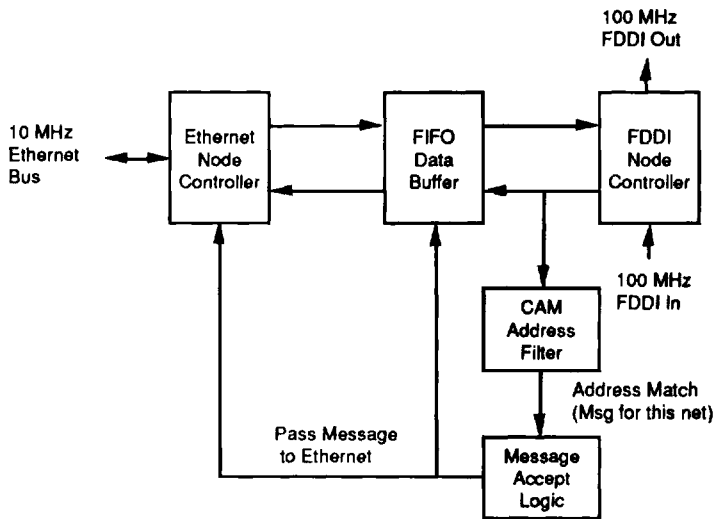 100 MHz
FDDI Out
10 MHz
Ethernet
Bus
Ethernet
Node
Controller
FIFO
Data
Buffer
FDDI
Node
Controller
100 MHz
FDDI In
CAM
Address
Filter
Address Match
(Msg for this net)
Pass Message
to Ethernet
Message
Accept
Logic